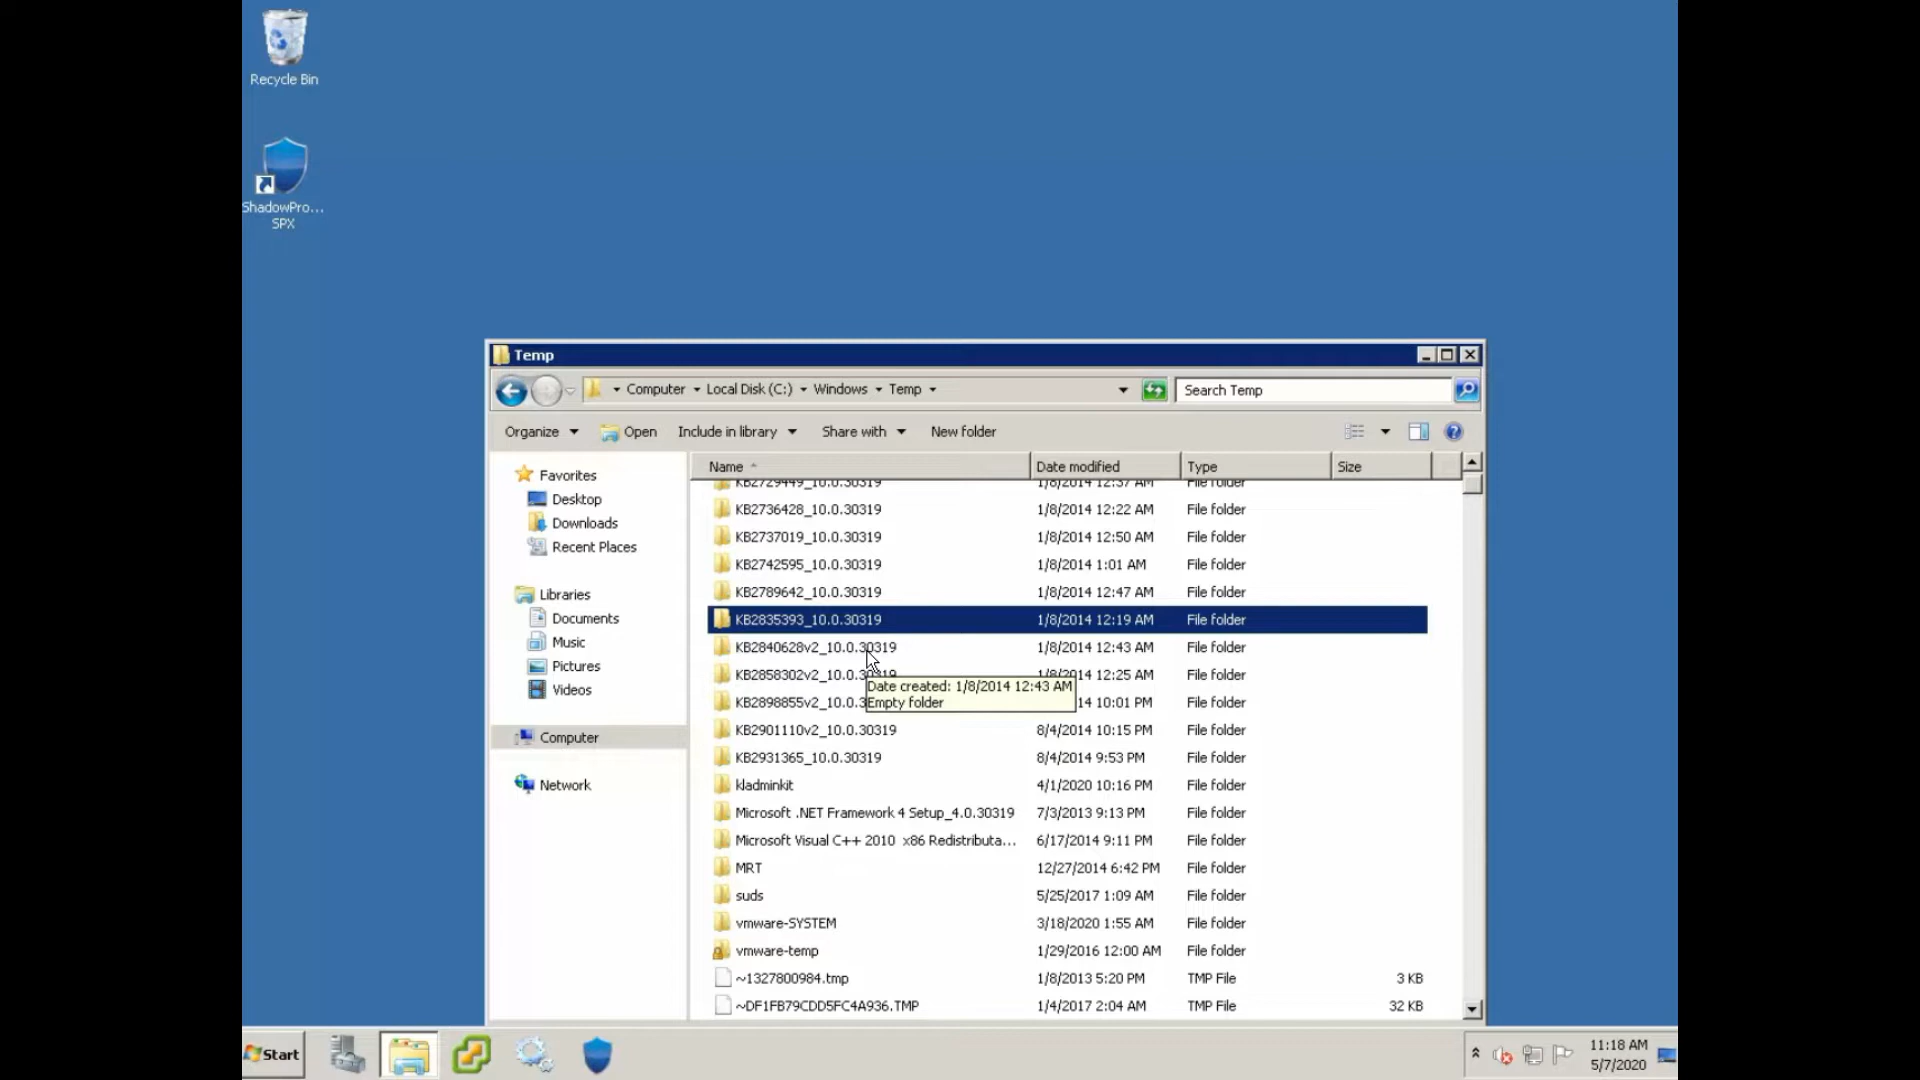 Recycle Bin
ShadowPro...
SPX
Temp
Computer
Local Disk (C:)
Windows
Temp
Search Temp
Organize
Open
Include in library
Share with
New folder
Favorites
Desktop
Downloads
Recent Places
Libraries
Documents
Music
Pictures
Videos
Computer
Network
Name Date modified Type Size
KB2729449_10.0.30319 1/8/2014 12:37 AM File folder
KB2736428_10.0.30319 1/8/2014 12:22 AM File folder
KB2737019_10.0.30319 1/8/2014 12:50 AM File folder
KB2742595_10.0.30319 1/8/2014 1:01 AM File folder
KB2789642_10.0.30319 1/8/2014 12:47 AM File folder
KB2835393_10.0.30319 1/8/2014 12:19 AM File folder
KB2840628v2_10.0.30319 1/8/2014 12:43 AM File folder
KB2858302v2_10.0.30319 1/8/2014 12:25 AM File folder
Date created: 1/8/2014 12:43 AM
Empty folder
KB2898855v2_10.0.3 14 10:01 PM File folder
KB2901110v2_10.0.30319 8/4/2014 10:15 PM File folder
KB2931365_10.0.30319 8/4/2014 9:53 PM File folder
kladminkit 4/1/2020 10:16 PM File folder
Microsoft .NET Framework 4 Setup_4.0.30319 7/3/2013 9:13 PM File folder
Microsoft Visual C++ 2010 x86 Redistributa... 6/17/2014 9:11 PM File folder
MRT 12/27/2014 6:42 PM File folder
suds 5/25/2017 1:09 AM File folder
vmware-SYSTEM 3/18/2020 1:55 AM File folder
vmware-temp 1/29/2016 12:00 AM File folder
~1327800984.tmp 1/8/2013 5:20 PM TMP File 3 KB
~DF1FB79CDD5FC4A936.TMP 1/4/2017 2:04 AM TMP File 32 KB
Start
11:18 AM
5/7/2020